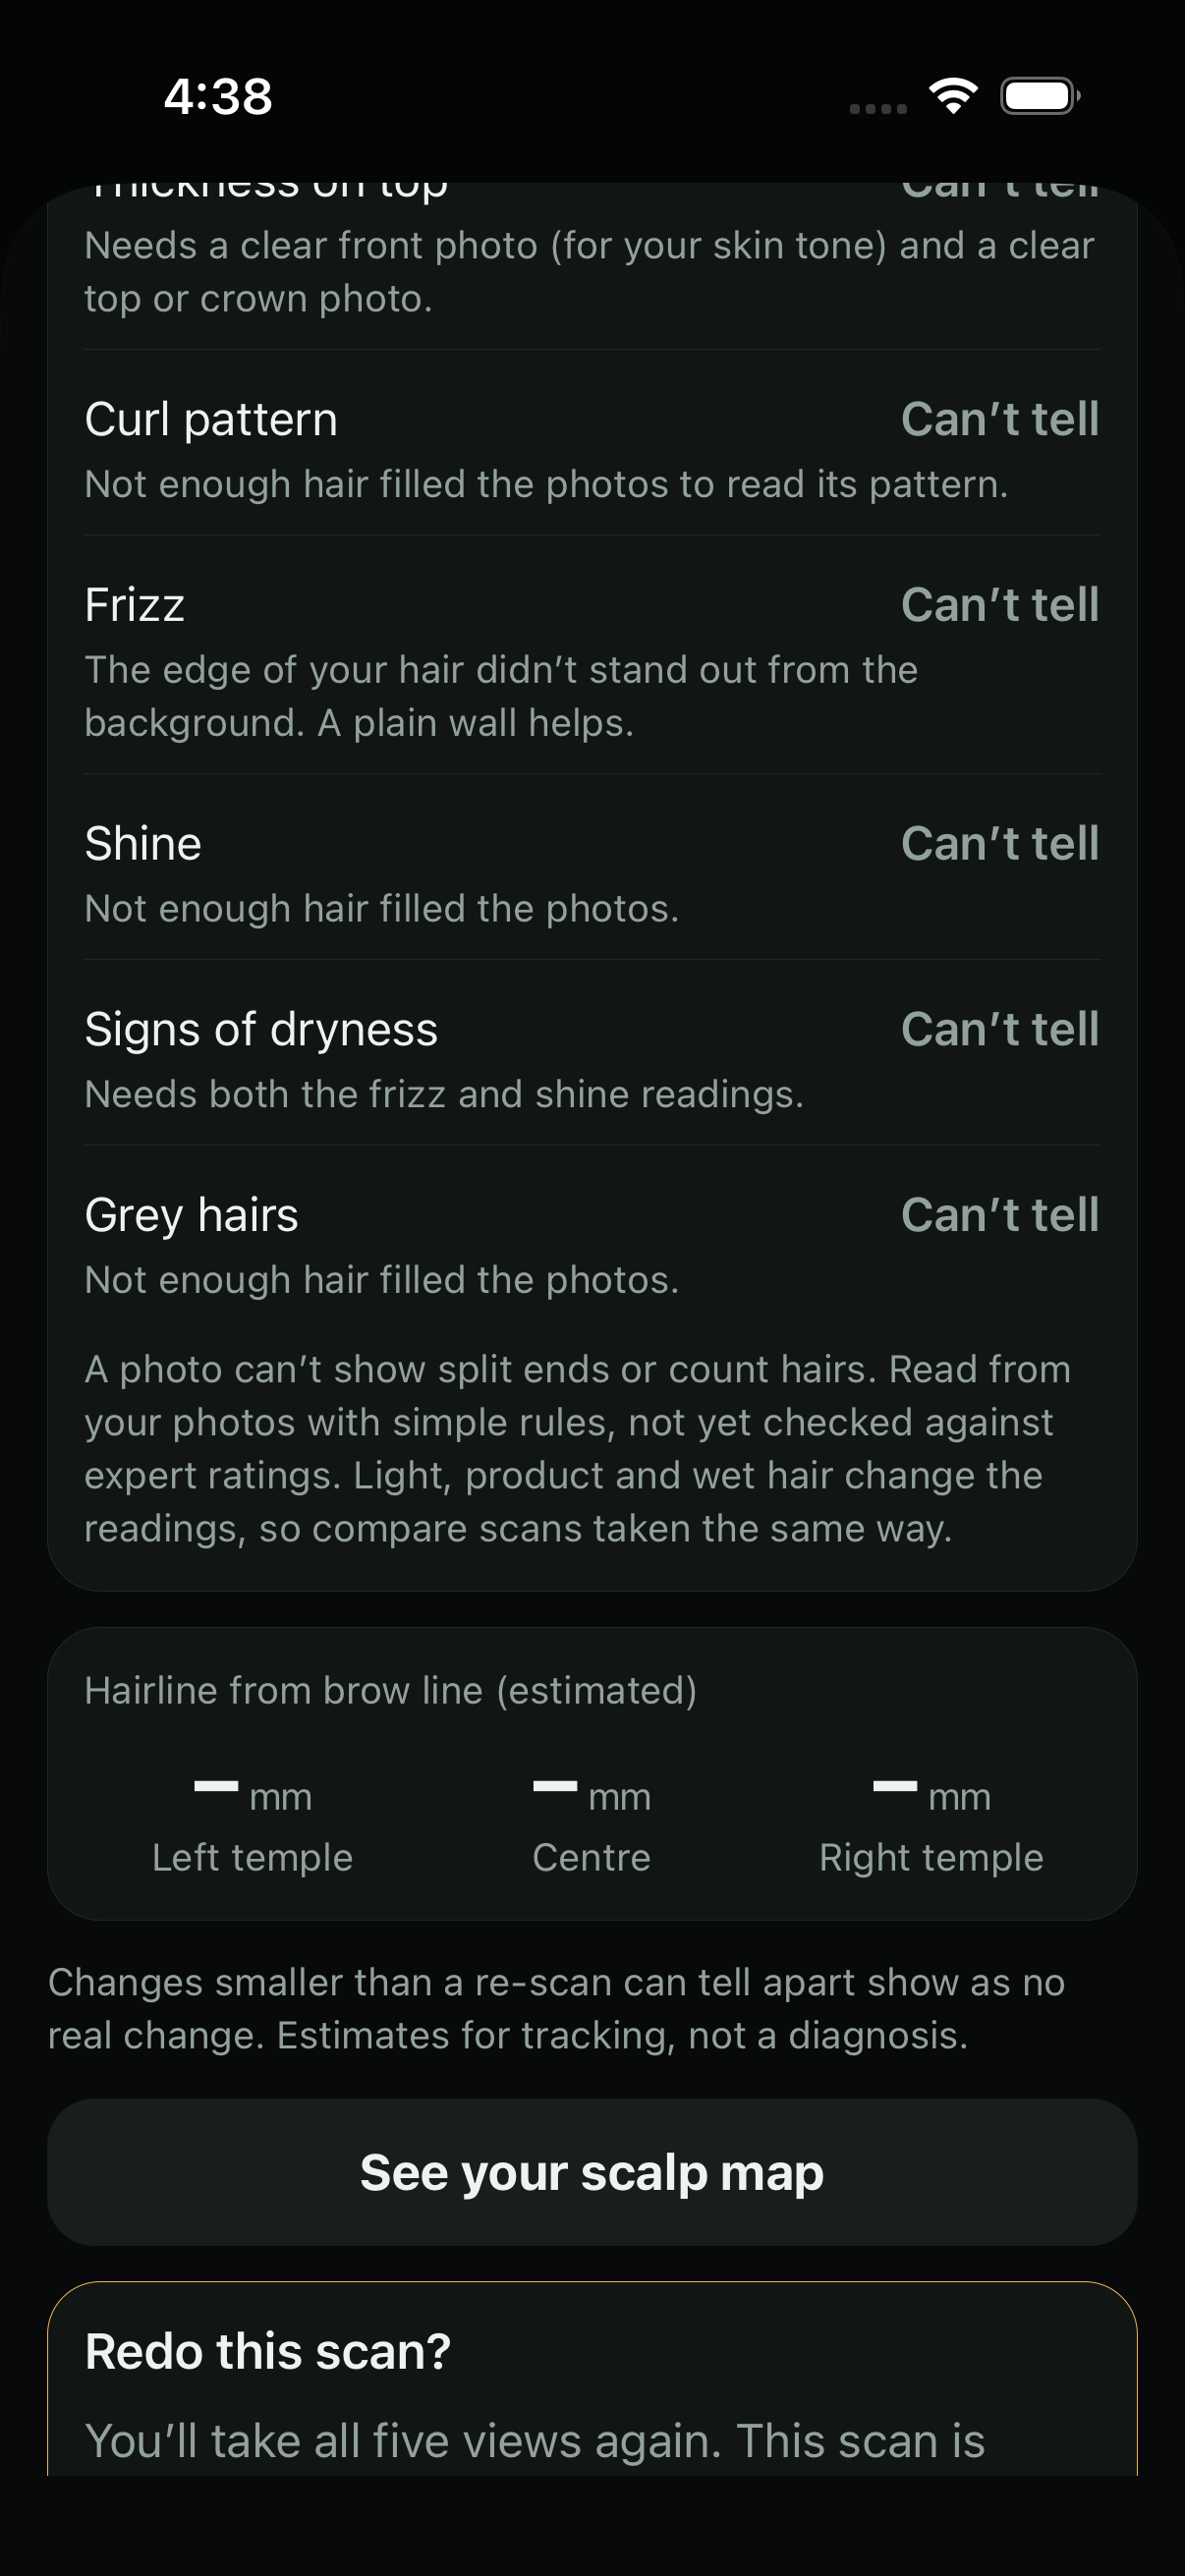 4:38
Thickness on top
Can’t tell
Needs a clear front photo (for your skin tone) and a clear
top or crown photo.
Curl pattern
Can’t tell
Not enough hair filled the photos to read its pattern.
Frizz
Can’t tell
The edge of your hair didn’t stand out from the
background. A plain wall helps.
Shine
Can’t tell
Not enough hair filled the photos.
Signs of dryness
Can’t tell
Needs both the frizz and shine readings.
Grey hairs
Can’t tell
Not enough hair filled the photos.
A photo can’t show split ends or count hairs. Read from
your photos with simple rules, not yet checked against
expert ratings. Light, product and wet hair change the
readings, so compare scans taken the same way.
Hairline from brow line (estimated)
– mm
– mm
– mm
Left temple
Centre
Right temple
Changes smaller than a re-scan can tell apart show as no
real change. Estimates for tracking, not a diagnosis.
See your scalp map
Redo this scan?
You’ll take all five views again. This scan is